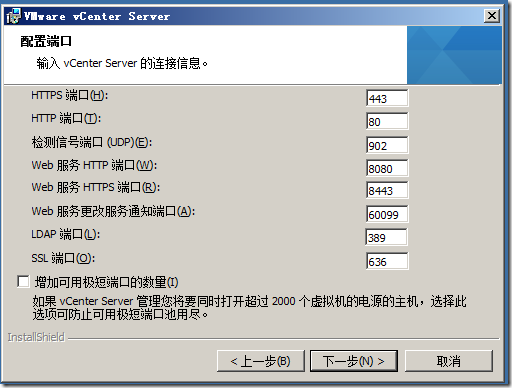 VMware vCenter Server
配置端口
输入 vCenter Server 的连接信息。
HTTPS 端口(H): 443
HTTP 端口(T): 80
检测信号端口 (UDP)(E): 902
Web 服务 HTTP 端口(W): 8080
Web 服务 HTTPS 端口(R): 8443
Web 服务更改服务通知端口(A): 60099
LDAP 端口(L): 389
SSL 端口(O): 636
增加可用极短端口的数量(I)
如果 vCenter Server 管理您将要同时打开超过 2000 个虚拟机的电源的主机，选择此
选项可防止可用极短端口池用尽。
InstallShield
< 上一步(B) 下一步(N) > 取消